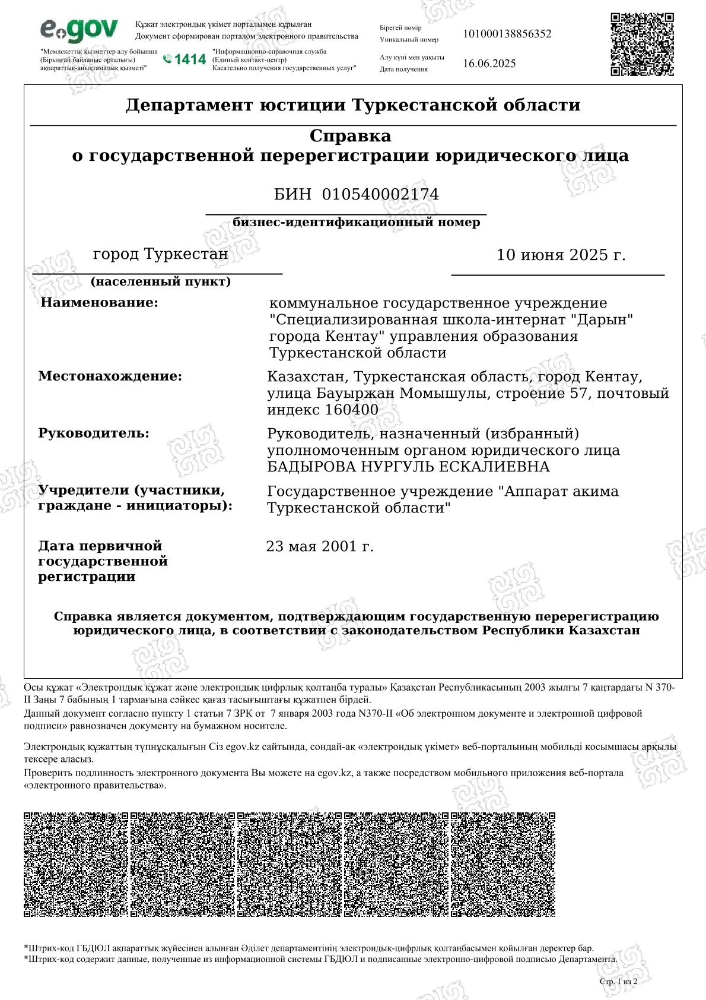 e.gov
Құжат электрондық үкімет порталымен құрылған
Документ сформирован порталом электронного правительства
"Мемлекеттік қызметтер алу бойынша
(Бірыңғай байланыс орталығы)
ақпараттық-анықтамалық қызметі"
1414
"Информационно-справочная служба
(Единый контакт-центр)
Касательно получения государственных услуг"
Бірегей нөмір
Уникальный номер
101000138856352
Алу күні мен уақыты
Дата получения
16.06.2025
Департамент юстиции Туркестанской области
Справка
о государственной перерегистрации юридического лица
БИН 010540002174
бизнес-идентификационный номер
город Туркестан
10 июня 2025 г.
(населенный пункт)
Наименование:
коммунальное государственное учреждение
"Специализированная школа-интернат "Дарын"
города Кентау" управления образования
Туркестанской области
Местонахождение:
Казахстан, Туркестанская область, город Кентау,
улица Бауыржан Момышулы, строение 57, почтовый
индекс 160400
Руководитель:
Руководитель, назначенный (избранный)
уполномоченным органом юридического лица
БАДЫРОВА НУРГУЛЬ ЕСКАЛИЕВНА
Учредители (участники,
граждане - инициаторы):
Государственное учреждение "Аппарат акима
Туркестанской области"
Дата первичной
государственной
регистрации
23 мая 2001 г.
Справка является документом, подтверждающим государственную перерегистрацию
юридического лица, в соответствии с законодательством Республики Казахстан
Осы құжат «Электрондық құжат және электрондық цифрлық қолтаңба туралы» Қазақстан Республикасының 2003 жылғы 7 қаңтардағы N 370-
II Заңы 7 бабының 1 тармағына сәйкес қағаз тасығыштағы құжатпен бірдей.
Данный документ согласно пункту 1 статьи 7 ЗРК от 7 января 2003 года N370-II «Об электронном документе и электронной цифровой
подписи» равнозначен документу на бумажном носителе.
Электрондық құжаттың түпнұсқалығын Сіз egov.kz сайтында, сондай-ақ «электрондық үкімет» веб-порталының мобильді қосымшасы арқылы
тексере аласыз.
Проверить подлинность электронного документа Вы можете на egov.kz, а также посредством мобильного приложения веб-портала
«электронного правительства».
*Штрих-код ГБДЮЛ ақпараттық жүйесінен алынған Әділет департаментінің электрондық-цифрлық қолтаңбасымен қойылған деректер бар.
*Штрих-код содержит данные, полученные из информационной системы ГБДЮЛ и подписанные электронно-цифровой подписью Департамента.
Стр. 1 из 2